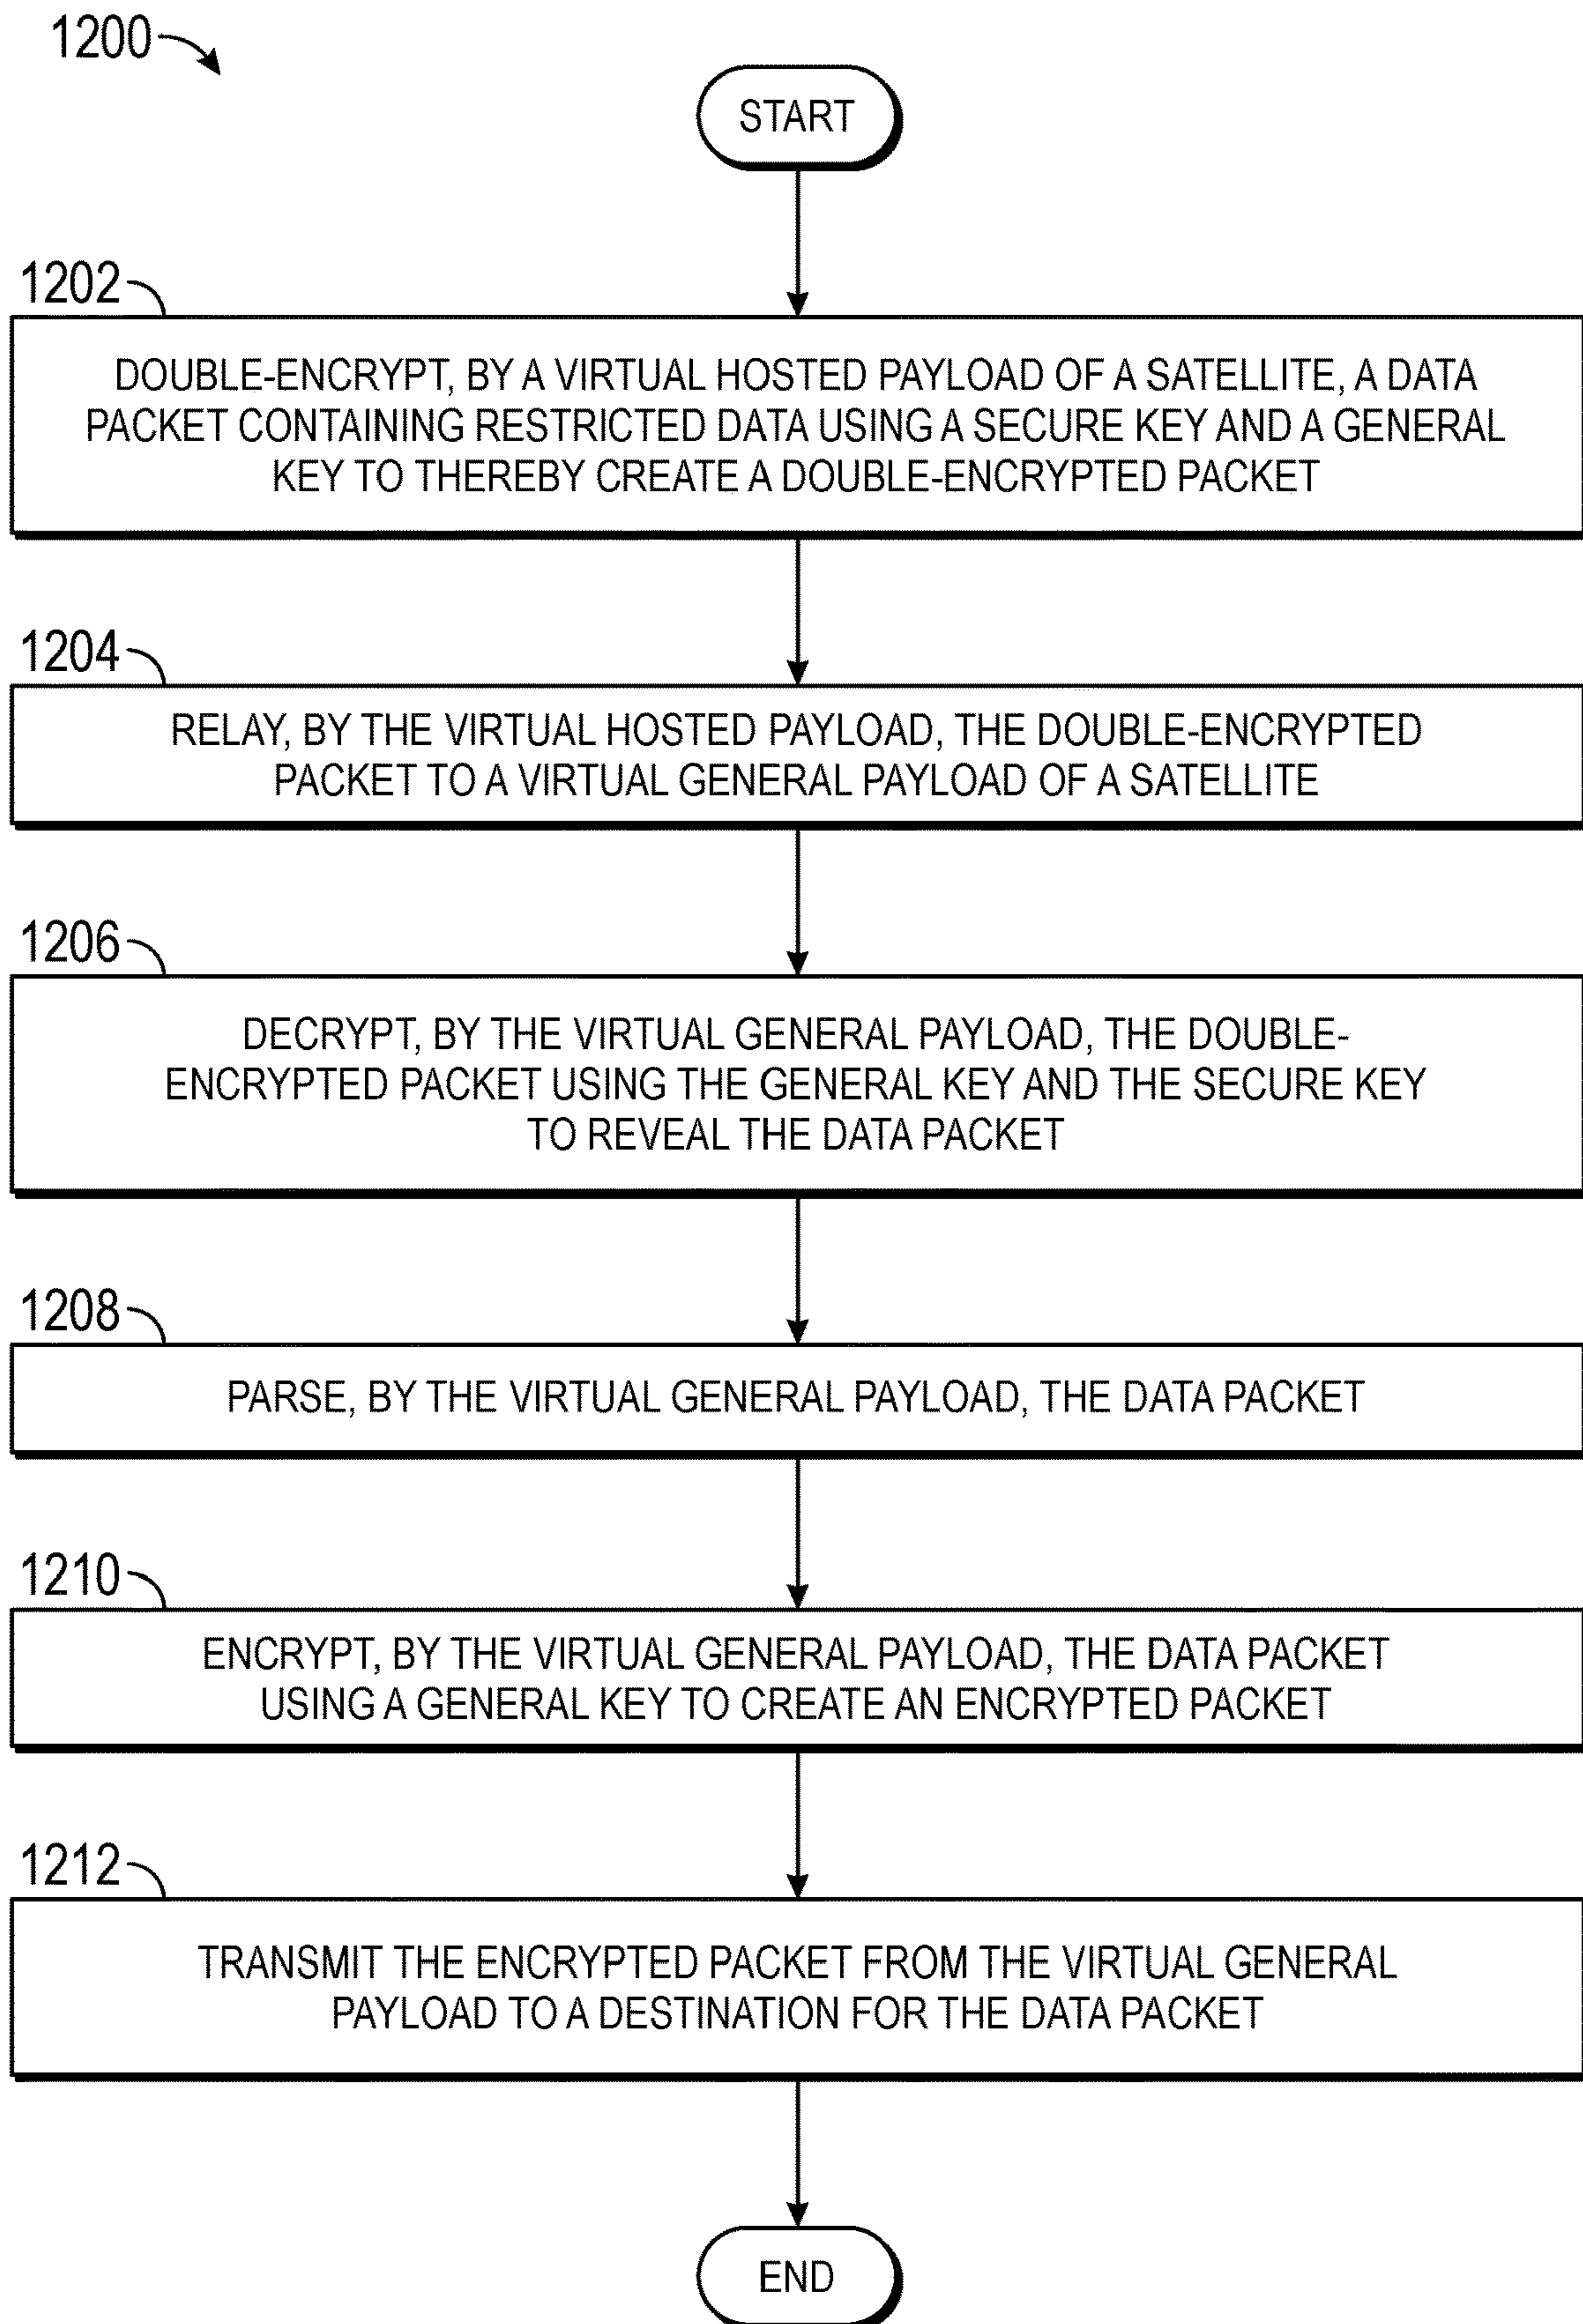 1200
START
1202
DOUBLE-ENCRYPT, BY A VIRTUAL HOSTED PAYLOAD OF A SATELLITE, A DATA
PACKET CONTAINING RESTRICTED DATA USING A SECURE KEY AND A GENERAL
KEY TO THEREBY CREATE A DOUBLE-ENCRYPTED PACKET
1204
RELAY, BY THE VIRTUAL HOSTED PAYLOAD, THE DOUBLE-ENCRYPTED
PACKET TO A VIRTUAL GENERAL PAYLOAD OF A SATELLITE
1206
DECRYPT, BY THE VIRTUAL GENERAL PAYLOAD, THE DOUBLE-
ENCRYPTED PACKET USING THE GENERAL KEY AND THE SECURE KEY
TO REVEAL THE DATA PACKET
1208
PARSE, BY THE VIRTUAL GENERAL PAYLOAD, THE DATA PACKET
1210
ENCRYPT, BY THE VIRTUAL GENERAL PAYLOAD, THE DATA PACKET
USING A GENERAL KEY TO CREATE AN ENCRYPTED PACKET
1212
TRANSMIT THE ENCRYPTED PACKET FROM THE VIRTUAL GENERAL
PAYLOAD TO A DESTINATION FOR THE DATA PACKET
END